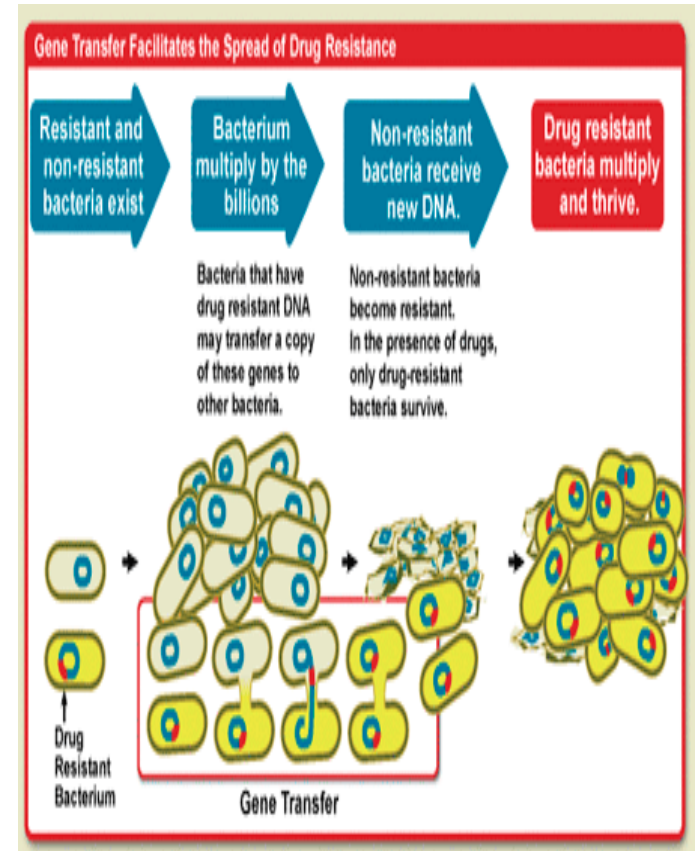 Gene Transfer Facilitates the Spread of Drug Resistance
Resistant and
non-resistant
bacteria exist
Bacterium
multiply by the
billions
Non-resistant
bacteria receive
new DNA.
Drug resistant
bacteria multiply
and thrive.
Bacteria that have
drug resistant DNA
may transfer a copy
of these genes to
other bacteria.
Non-resistant bacteria
become resistant.
In the presence of drugs,
only drug-resistant
bacteria survive.
Drug
Resistant
Bacterium
Gene Transfer